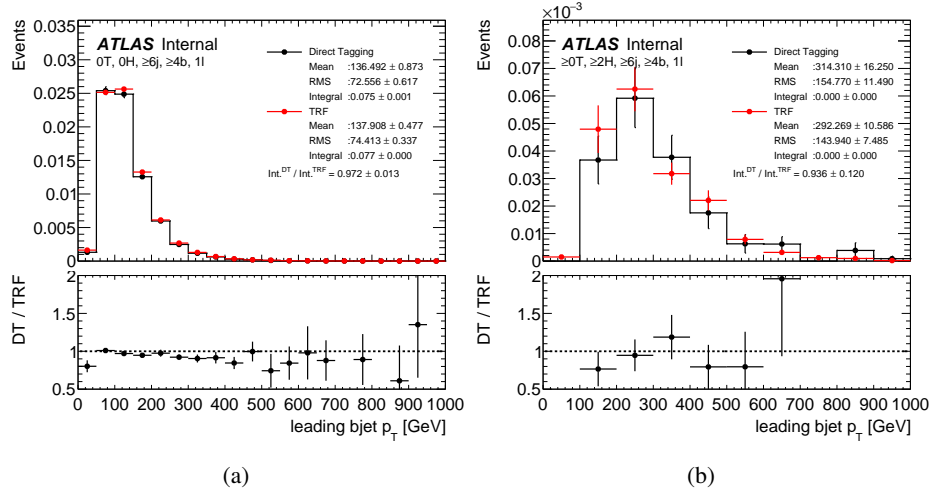 Events
0.035
0.03
0.025
0.02
0.015
0.01
0.005
0
ATLAS Internal
0T, 0H, ≥6j, ≥4b, 1l
Direct Tagging
Mean :136.492 ± 0.873
RMS :72.556 ± 0.617
Integral :0.075 ± 0.001
TRF
Mean :137.908 ± 0.477
RMS :74.413 ± 0.337
Integral :0.077 ± 0.000
Int.^DT / Int.^TRF = 0.972 ± 0.013
DT / TRF
2
1.5
1
0.5
0 100 200 300 400 500 600 700 800 900 1000
leading bjet p_T [GeV]
(a)
×10^-3
Events
0.08
0.07
0.06
0.05
0.04
0.03
0.02
0.01
0
ATLAS Internal
≥0T, ≥2H, ≥6j, ≥4b, 1l
Direct Tagging
Mean :314.310 ± 16.250
RMS :154.770 ± 11.490
Integral :0.000 ± 0.000
TRF
Mean :292.269 ± 10.586
RMS :143.940 ± 7.485
Integral :0.000 ± 0.000
Int.^DT / Int.^TRF = 0.936 ± 0.120
DT / TRF
2
1.5
1
0.5
0 100 200 300 400 500 600 700 800 900 1000
leading bjet p_T [GeV]
(b)